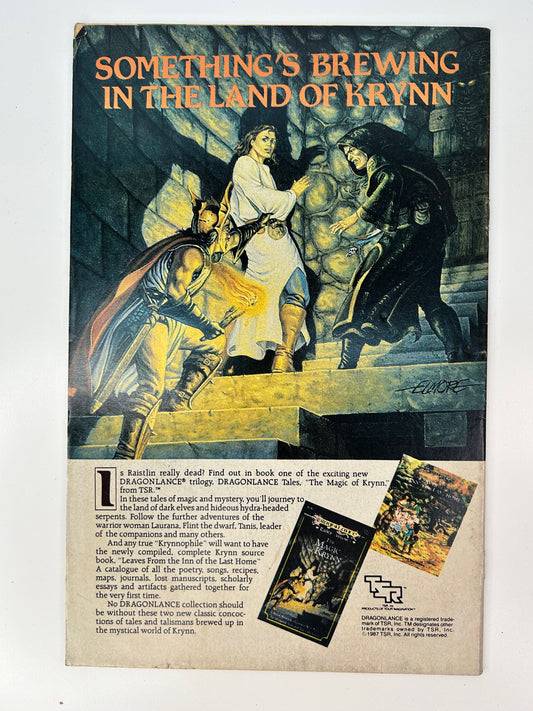 SOMETHING'S BREWING
IN THE LAND OF KRYNN
ELMORE
Is Raistlin really dead? Find out in book one of the exciting new
DRAGONLANCE® trilogy, DRAGONLANCE Tales, "The Magic of Krynn,"
from TSR.™
In these tales of magic and mystery, you'll journey to
the land of dark elves and hideous hydra-headed
serpents. Follow the further adventures of the
warrior woman Laurana, Flint the dwarf, Tanis, leader
of the companions and many others.
And any true "Krynnophile" will want to have
the newly compiled, complete Krynn source
book, "Leaves From the Inn of the Last Home"
A catalogue of all the poetry, songs, recipes,
maps, journals, lost manuscripts, scholarly
essays and artifacts gathered together for
the very first time.
No DRAGONLANCE collection should
be without these two new classic concoc-
tions of tales and talismans brewed up in
the mystical world of Krynn.
MAGIC
KRYNN
TSR
PRODUCTS OF YOUR IMAGINATION™
DRAGONLANCE is a registered trade-
mark of TSR, Inc. TM designates other
trademarks owned by TSR, Inc.
©1987 TSR, Inc. All rights reserved.